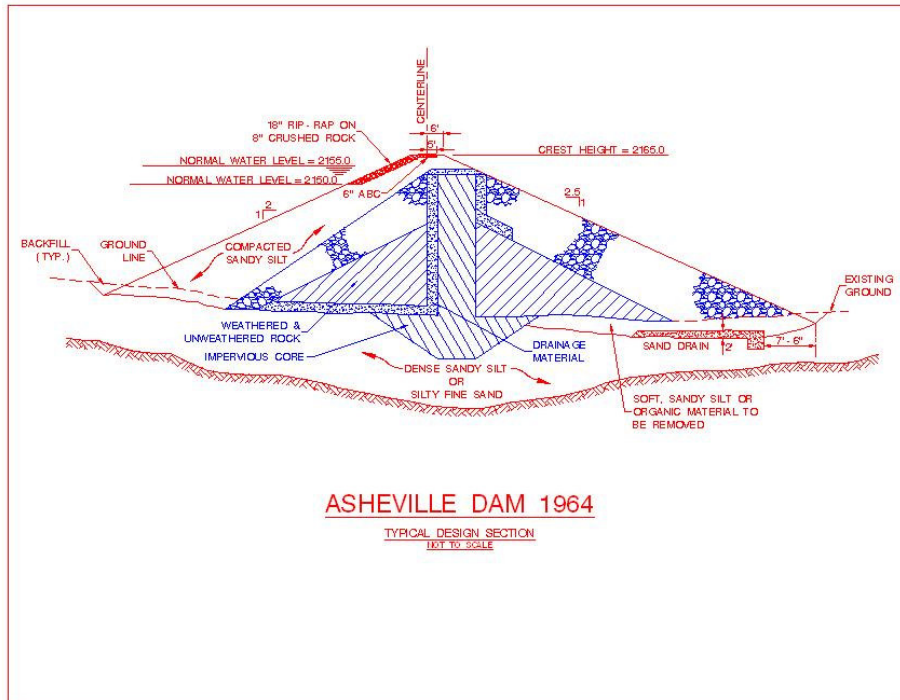 CENTERLINE
6'
5'
18" RIP - RAP ON
8" CRUSHED ROCK
NORMAL WATER LEVEL = 2155.0
NORMAL WATER LEVEL = 2150.0
CREST HEIGHT = 2165.0
6" ABC
2
1
2.5
1
BACKFILL
(TYP.)
GROUND
LINE
COMPACTED
SANDY SILT
EXISTING
GROUND
WEATHERED &
UNWEATHERED ROCK
IMPERVIOUS CORE
DRAINAGE
MATERIAL
SAND DRAIN
2'
7' - 6"
DENSE SANDY SILT
OR
SILTY FINE SAND
SOFT, SANDY SILT OR
ORGANIC MATERIAL TO
BE REMOVED
ASHEVILLE DAM 1964
TYPICAL DESIGN SECTION
NOT TO SCALE